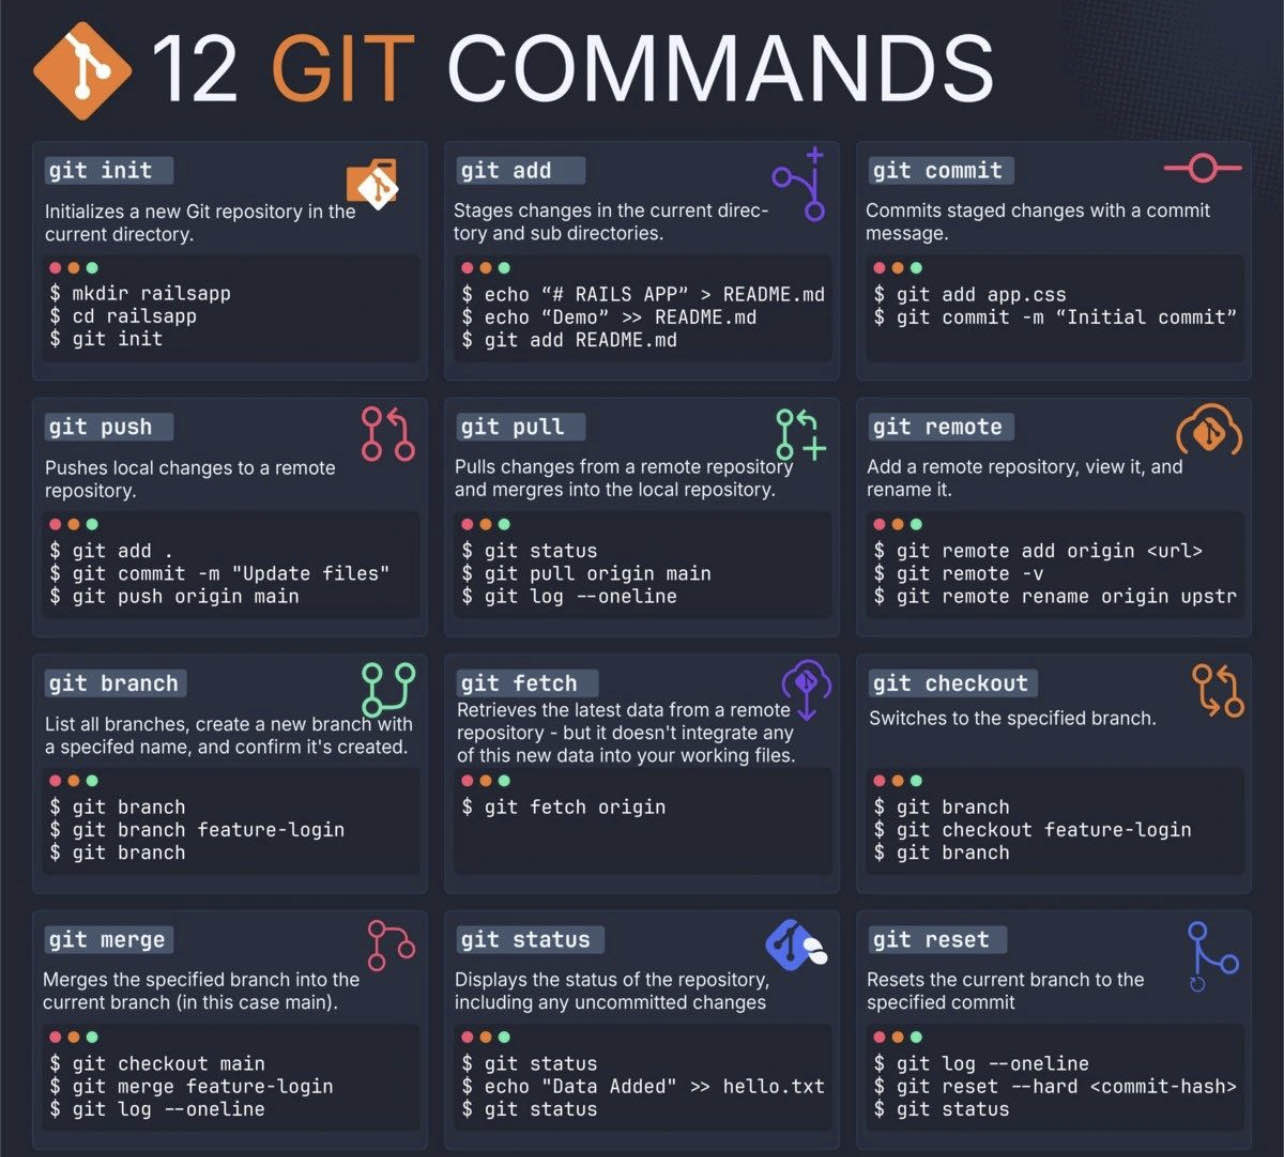 12 GIT COMMANDS
git init
Initializes a new Git repository in the
current directory.
$ mkdir railsapp
$ cd railsapp
$ git init
git add
Stages changes in the current direc-
tory and sub directories.
$ echo “# RAILS APP” > README.md
$ echo “Demo” >> README.md
$ git add README.md
git commit
Commits staged changes with a commit
message.
$ git add app.css
$ git commit -m “Initial commit”
git push
Pushes local changes to a remote
repository.
$ git add .
$ git commit -m "Update files"
$ git push origin main
git pull
Pulls changes from a remote repository
and mergres into the local repository.
$ git status
$ git pull origin main
$ git log --oneline
git remote
Add a remote repository, view it, and
rename it.
$ git remote add origin <url>
$ git remote -v
$ git remote rename origin upstr
git branch
List all branches, create a new branch with
a specifed name, and confirm it's created.
$ git branch
$ git branch feature-login
$ git branch
git fetch
Retrieves the latest data from a remote
repository - but it doesn't integrate any
of this new data into your working files.
$ git fetch origin
git checkout
Switches to the specified branch.
$ git branch
$ git checkout feature-login
$ git branch
git merge
Merges the specified branch into the
current branch (in this case main).
$ git checkout main
$ git merge feature-login
$ git log --oneline
git status
Displays the status of the repository,
including any uncommitted changes
$ git status
$ echo "Data Added" >> hello.txt
$ git status
git reset
Resets the current branch to the
specified commit
$ git log --oneline
$ git reset --hard <commit-hash>
$ git status